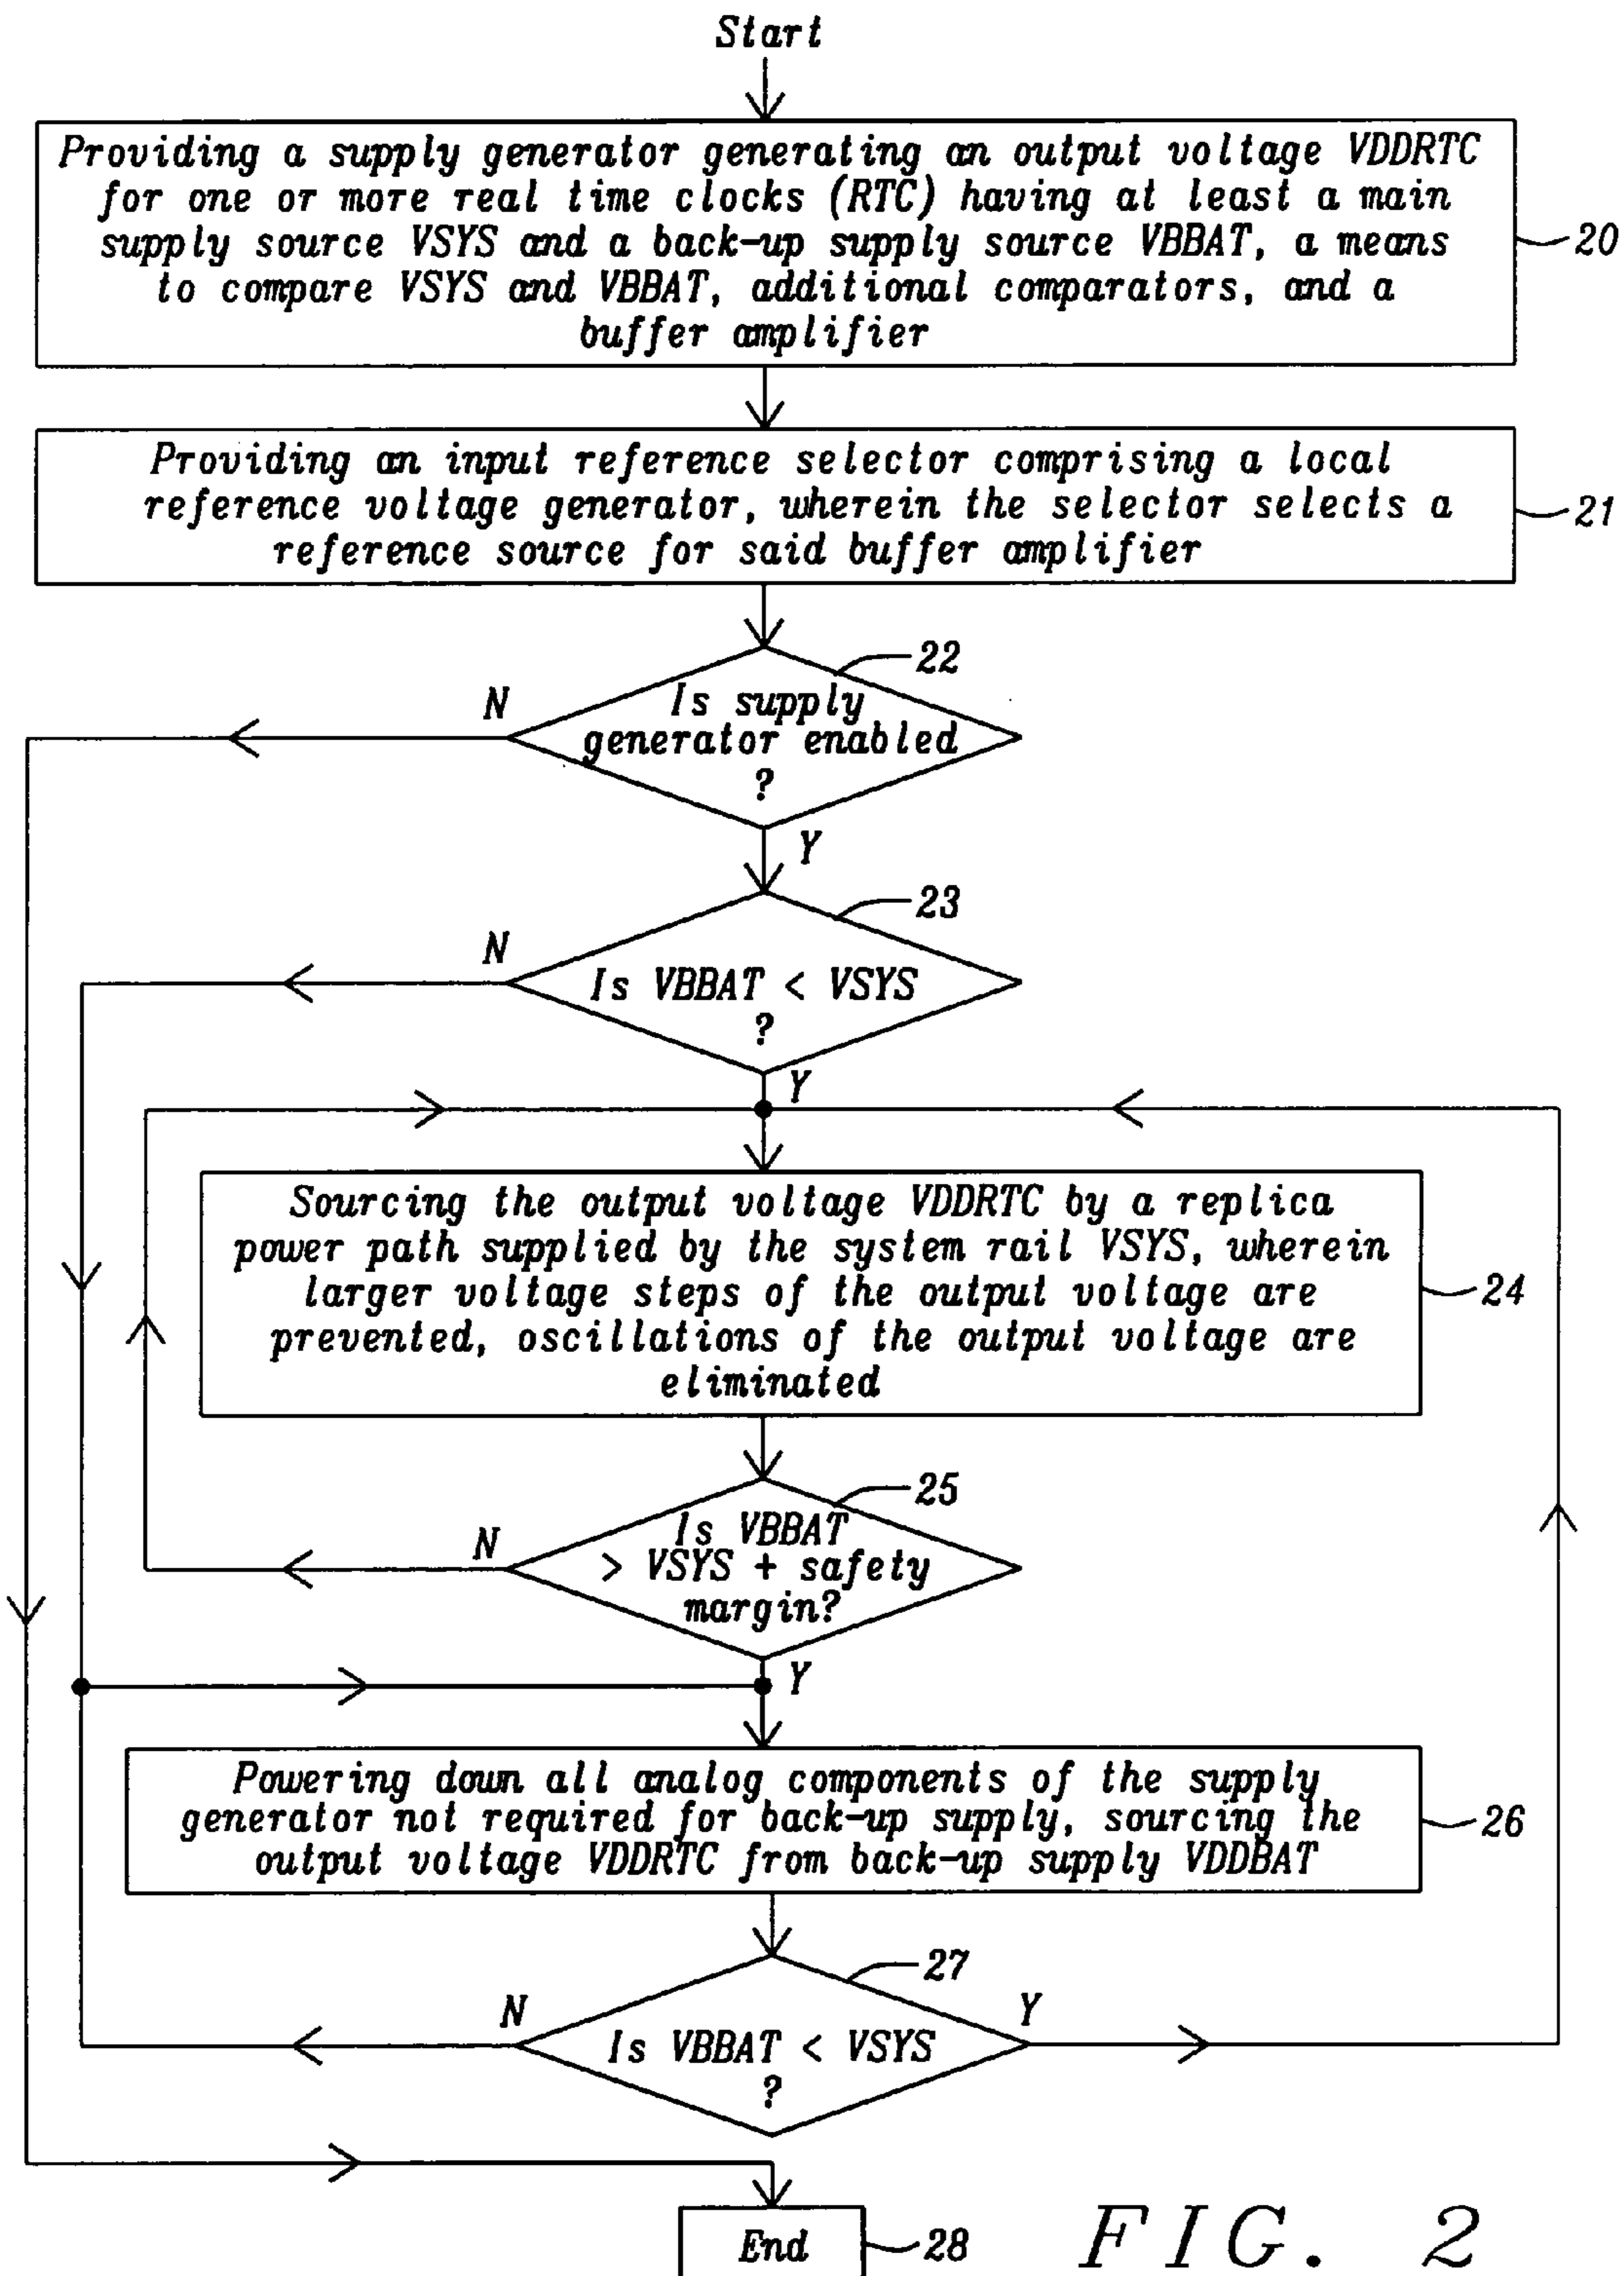 Start
Providing a supply generator generating an output voltage VDDRTC
for one or more real time clocks (RTC) having at least a main
supply source VSYS and a back-up supply source VBBAT, a means
to compare VSYS and VBBAT, additional comparators, and a
buffer amplifier
20
Providing an input reference selector comprising a local
reference voltage generator, wherein the selector selects a
reference source for said buffer amplifier
21
22
N
Is supply
generator enabled
?
Y
23
N
Is VBBAT < VSYS
?
Y
Sourcing the output voltage VDDRTC by a replica
power path supplied by the system rail VSYS, wherein
larger voltage steps of the output voltage are
prevented, oscillations of the output voltage are
eliminated
24
25
N
Is VBBAT
> VSYS + safety
margin?
Y
Powering down all analog components of the supply
generator not required for back-up supply, sourcing the
output voltage VDDRTC from back-up supply VDDBAT
26
27
N
Y
Is VBBAT < VSYS
?
End
28
FIG. 2